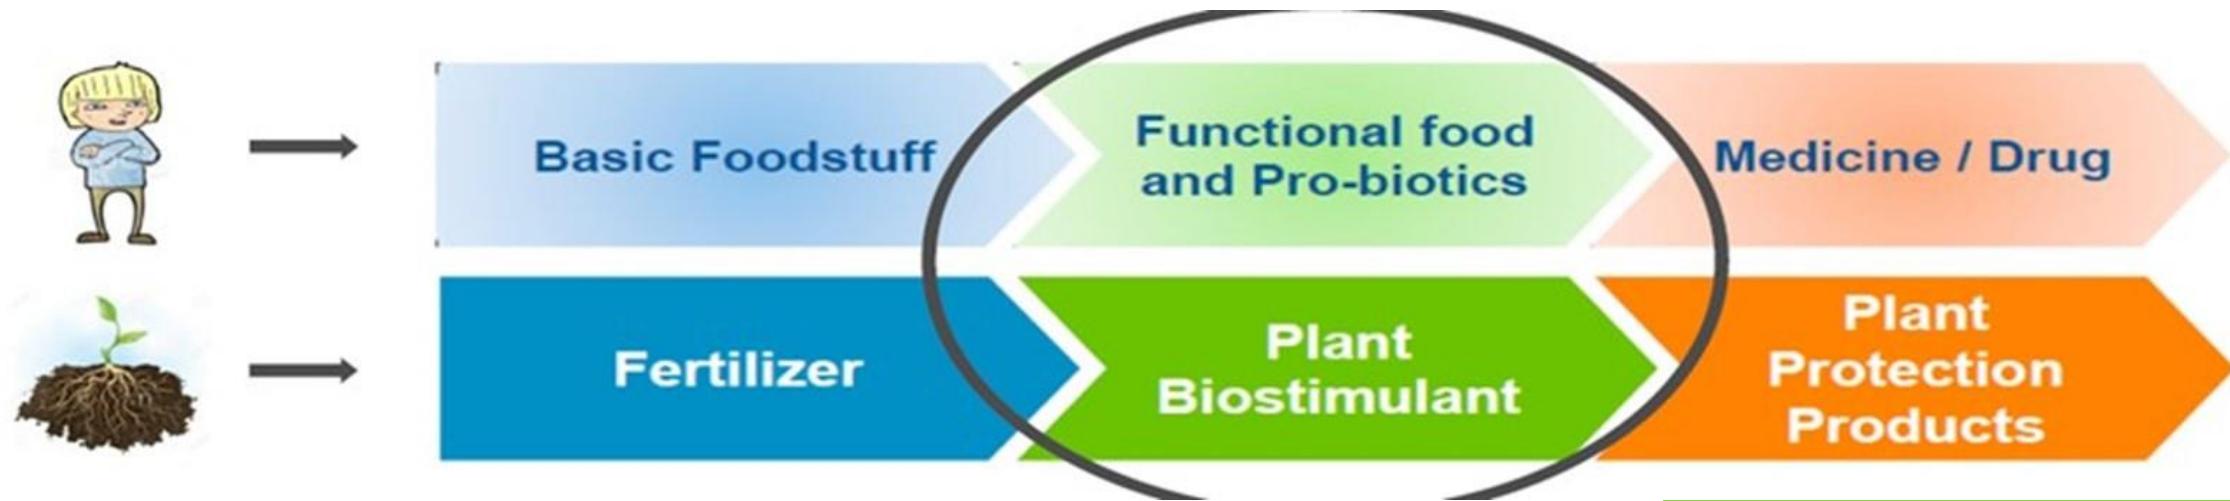 Basic Foodstuff
Functional food
and Pro-biotics
Medicine / Drug
Fertilizer
Plant
Biostimulant
Plant
Protection
Products